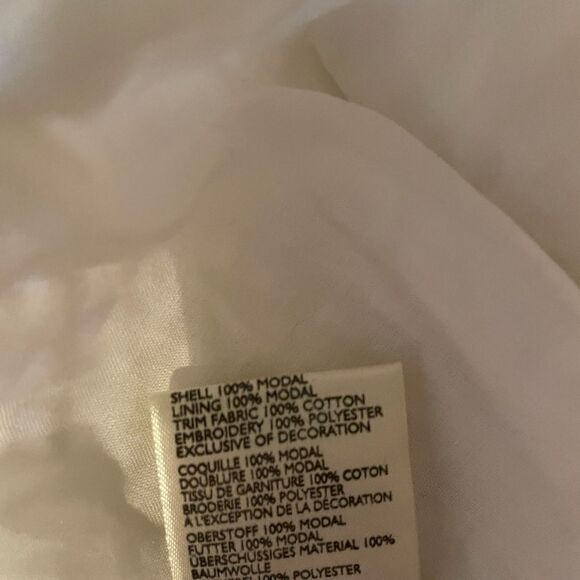 SHELL 100% MODAL
LINING 100% MODAL
TRIM FABRIC 100% COTTON
EMBROIDERY 100% POLYESTER
EXCLUSIVE OF DECORATION
COQUILLE 100% MODAL
DOUBLURE 100% MODAL
TISSU DE GARNITURE 100% COTON
BRODERIE 100% POLYESTER
A L'EXCEPTION DE LA DÉCORATION
OBERSTOFF 100% MODAL
FUTTER 100% MODAL
ÜBERSCHÜSSIGES MATERIAL 100%
BAUMWOLLE
100% POLYESTER